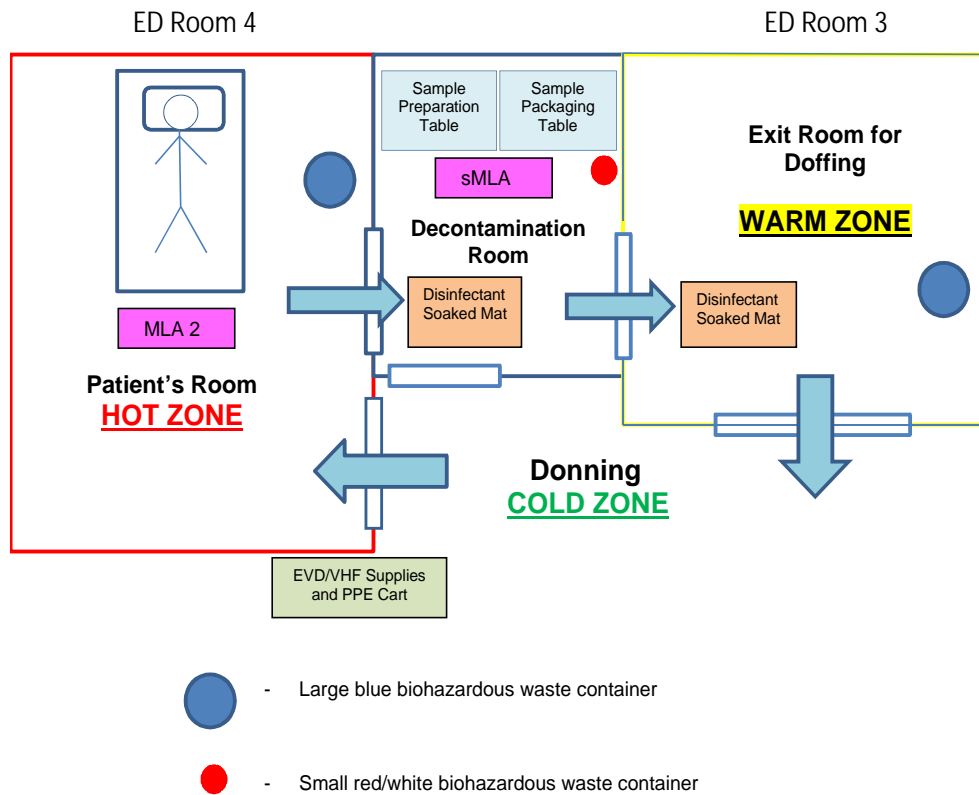 ED Room 4
ED Room 3
Sample
Preparation
Table
Sample
Packaging
Table
sMLA
Exit Room for
Doffing
WARM ZONE
Decontamination
Room
Disinfectant
Soaked Mat
Disinfectant
Soaked Mat
MLA 2
Patient's Room
HOT ZONE
Donning
COLD ZONE
EVD/VHF Supplies
and PPE Cart
- Large blue biohazardous waste container
- Small red/white biohazardous waste container